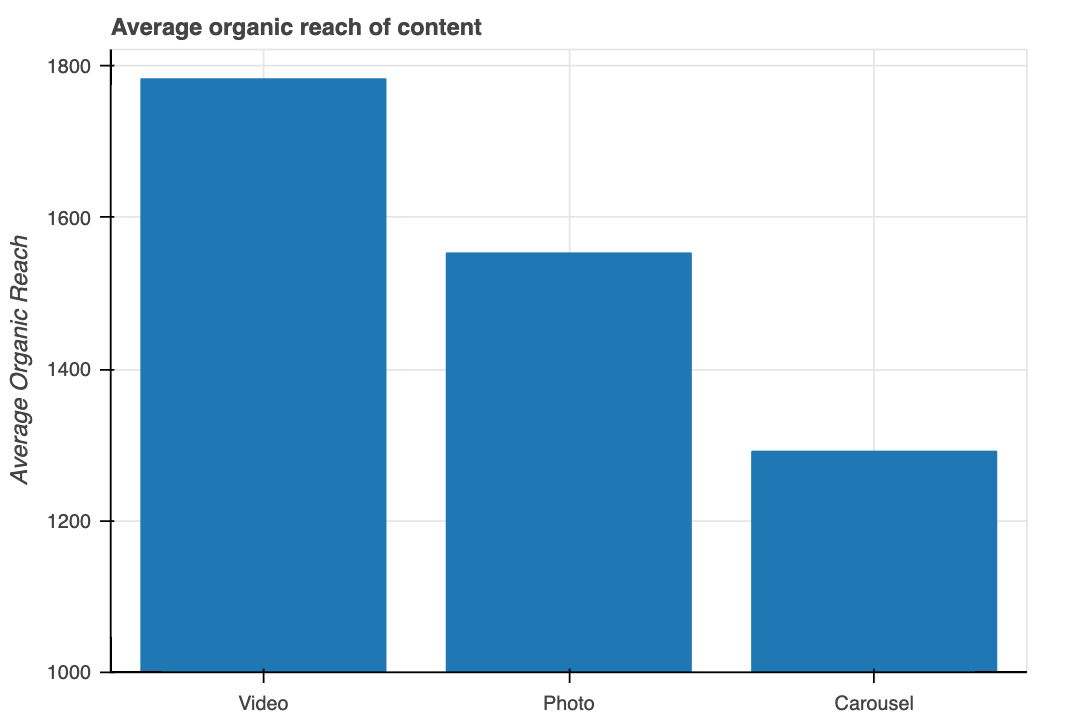 Average organic reach of content
Average Organic Reach
1800
1600
1400
1200
1000
Video
Photo
Carousel